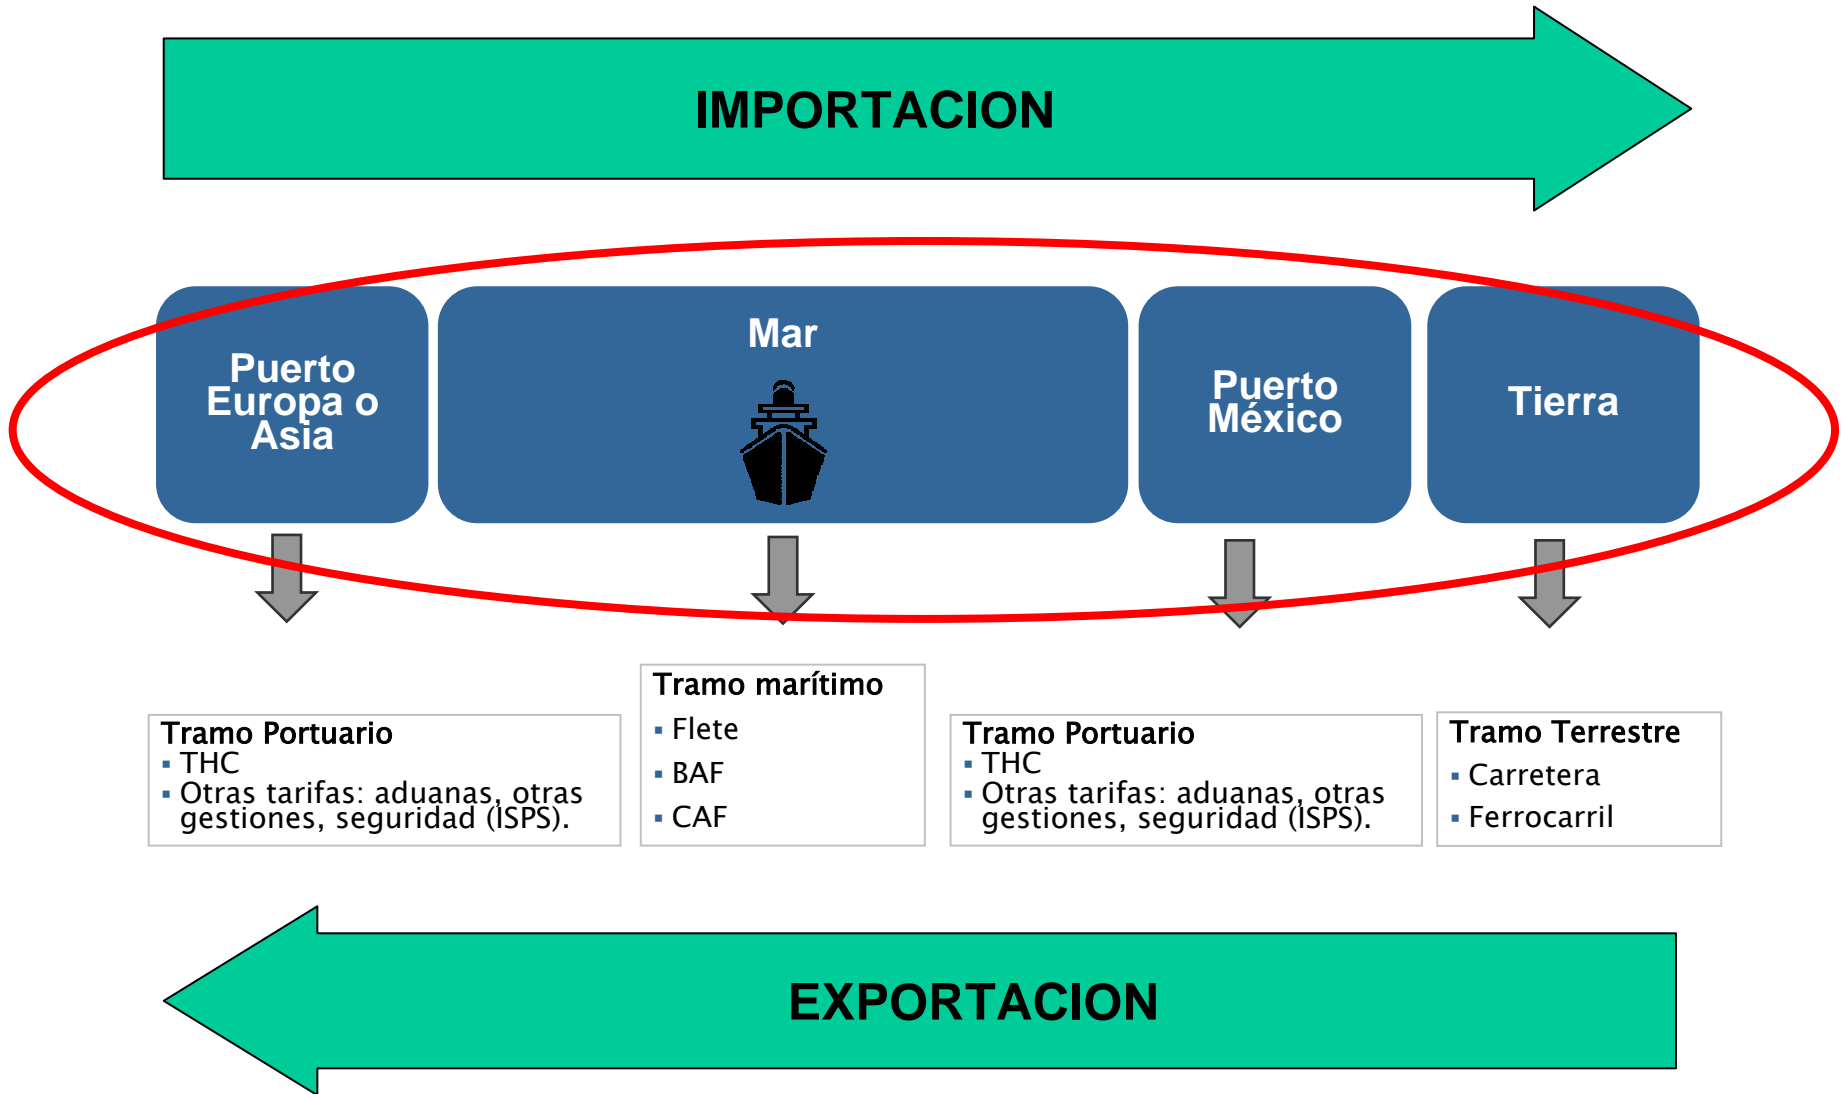 IMPORTACION
Puerto
Europa o
Asia
Mar
Puerto
México
Tierra
Tramo Portuario
▪ THC
▪ Otras tarifas: aduanas, otras
gestiones, seguridad (ISPS).
Tramo marítimo
▪ Flete
▪ BAF
▪ CAF
Tramo Portuario
▪ THC
▪ Otras tarifas: aduanas, otras
gestiones, seguridad (ISPS).
Tramo Terrestre
▪ Carretera
▪ Ferrocarril
EXPORTACION